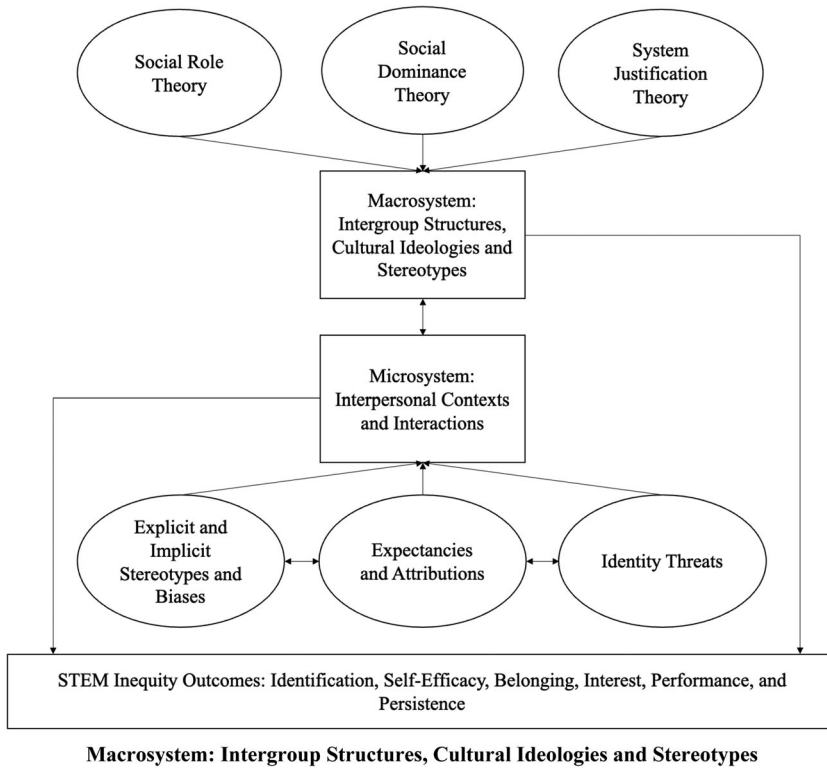 Social Role
Theory
Social
Dominance
Theory
System
Justification
Theory
Macrosystem:
Intergroup Structures,
Cultural Ideologies and
Stereotypes
Microsystem:
Interpersonal Contexts
and Interactions
Explicit and
Implicit
Stereotypes and
Biases
Expectancies
and Attributions
Identity Threats
STEM Inequity Outcomes: Identification, Self-Efficacy, Belonging, Interest, Performance, and
Persistence
Macrosystem: Intergroup Structures, Cultural Ideologies and Stereotypes